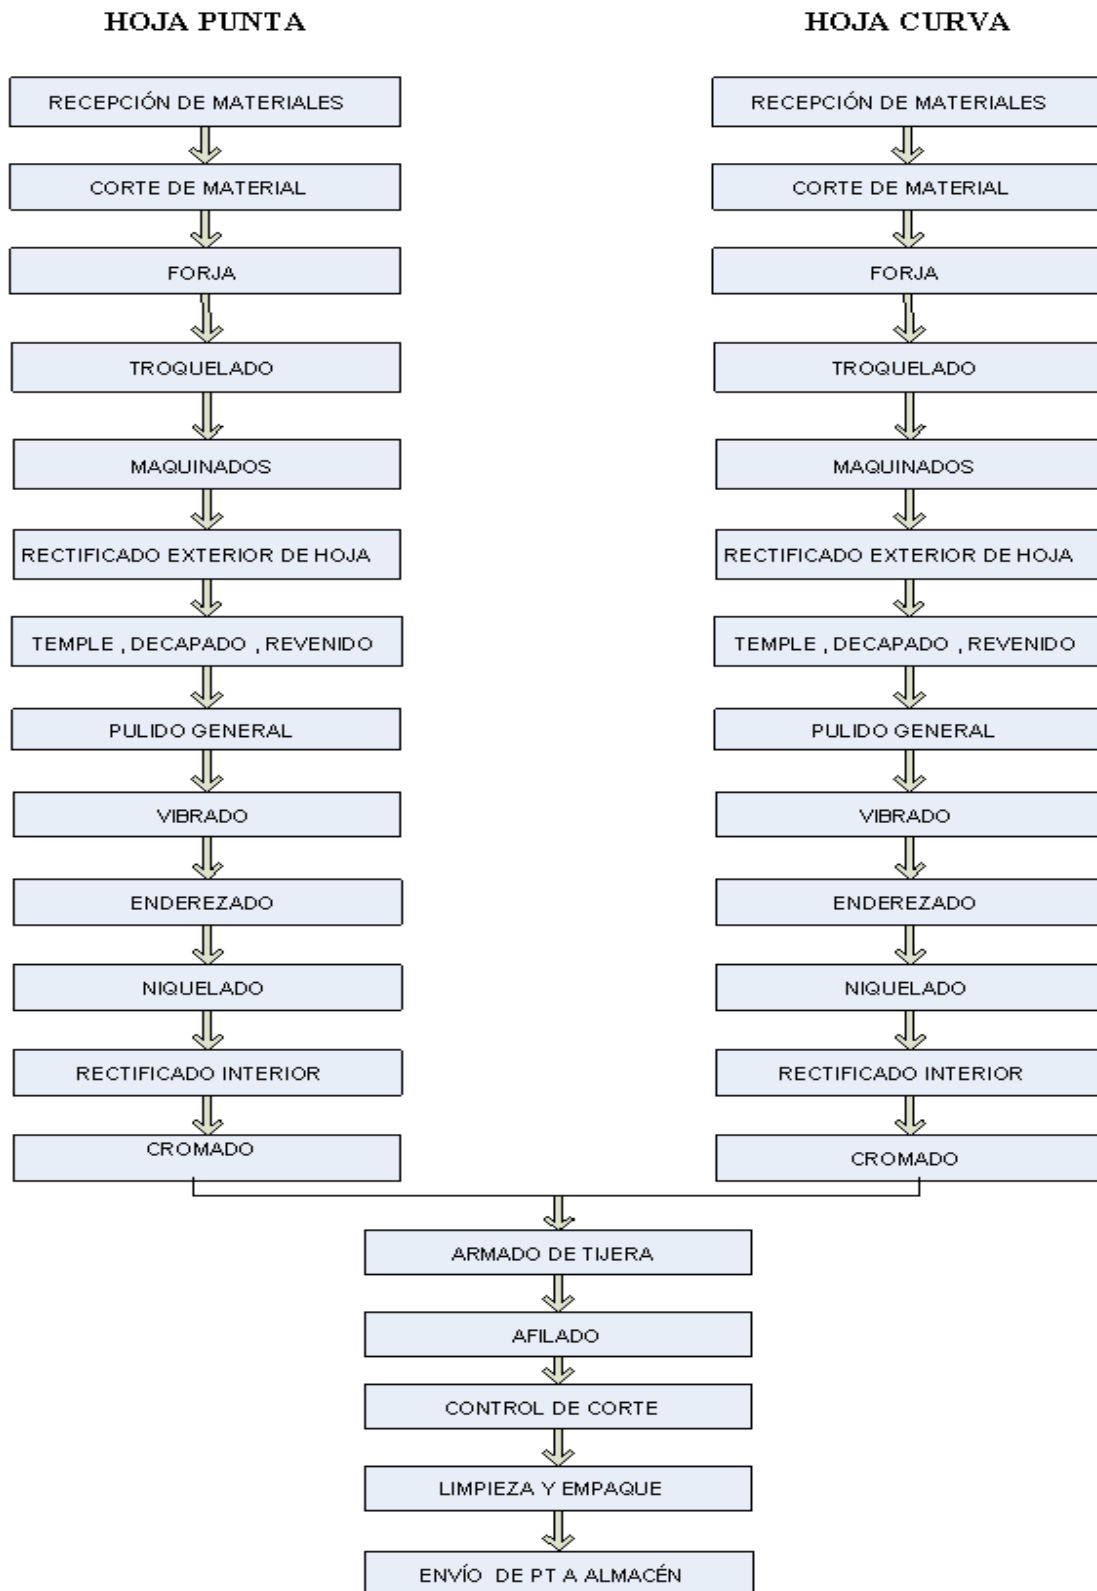 HOJA PUNTA
RECEPCIÓN DE MATERIALES
CORTE DE MATERIAL
FORJA
TROQUELADO
MAQUINADOS
RECTIFICADO EXTERIOR DE HOJA
TEMPLE , DECAPADO , REVENIDO
PULIDO GENERAL
VIBRADO
ENDEREZADO
NIQUELADO
RECTIFICADO INTERIOR
CROMADO
HOJA CURVA
RECEPCIÓN DE MATERIALES
CORTE DE MATERIAL
FORJA
TROQUELADO
MAQUINADOS
RECTIFICADO EXTERIOR DE HOJA
TEMPLE , DECAPADO , REVENIDO
PULIDO GENERAL
VIBRADO
ENDEREZADO
NIQUELADO
RECTIFICADO INTERIOR
CROMADO
ARMADO DE TIJERA
AFILADO
CONTROL DE CORTE
LIMPIEZA Y EMPAQUE
ENVÍO DE PT A ALMACÉN